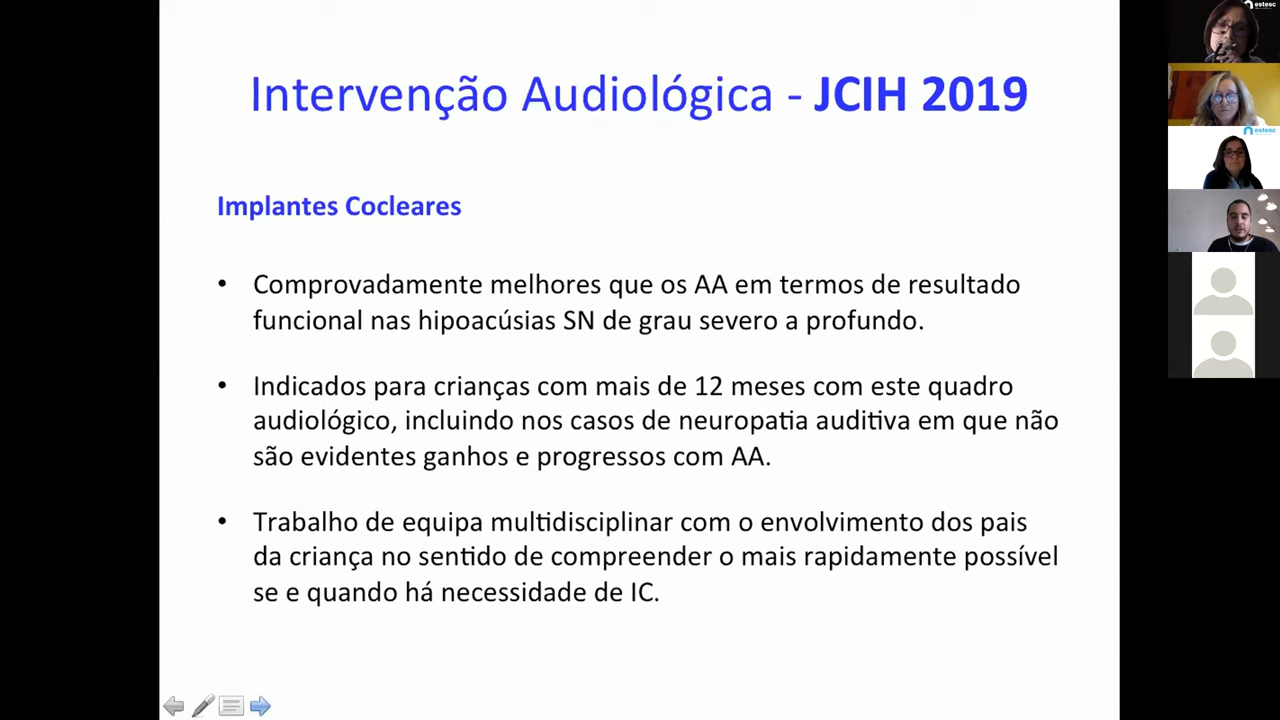 Intervenção Audiológica - JCIH 2019
Implantes Cocleares
• Comprovadamente melhores que os AA em termos de resultado
funcional nas hipoacúsias SN de grau severo a profundo.
• Indicados para crianças com mais de 12 meses com este quadro
audiológico, incluindo nos casos de neuropatia auditiva em que não
são evidentes ganhos e progressos com AA.
• Trabalho de equipa multidisciplinar com o envolvimento dos pais
da criança no sentido de compreender o mais rapidamente possível
se e quando há necessidade de IC.
estesc
estesc